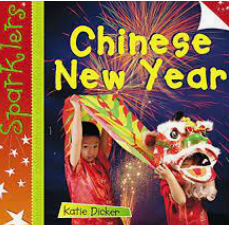 Sparklers
Chinese
New Year
Katie Dicker